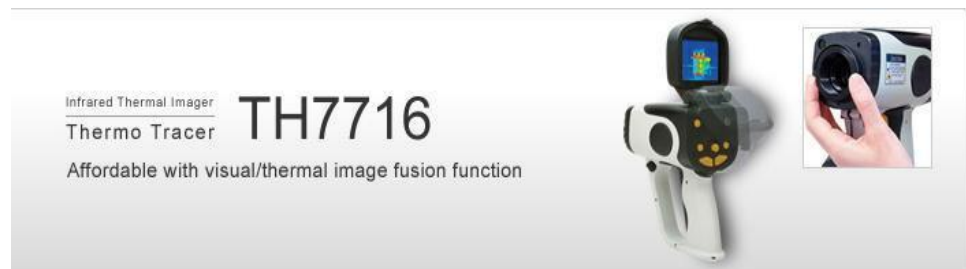 Infrared Thermal Imager
Thermo Tracer
TH7716
Affordable with visual/thermal image fusion function